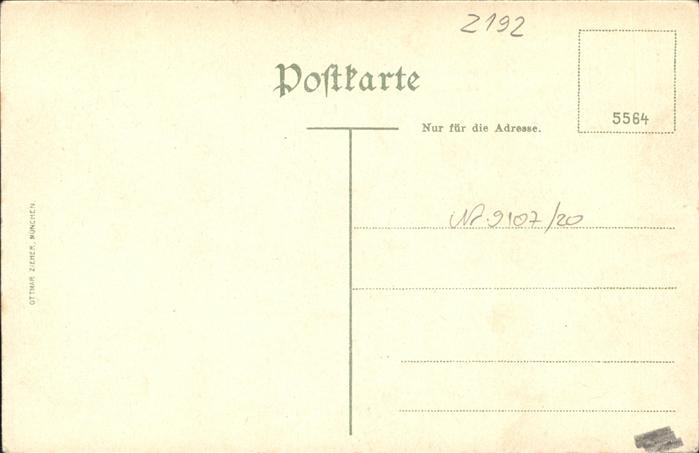 2192
Postkarte
5564
Nur für die Adresse.
Nr. 9107/20
OTTMAR ZIEHER, MÜNCHEN.